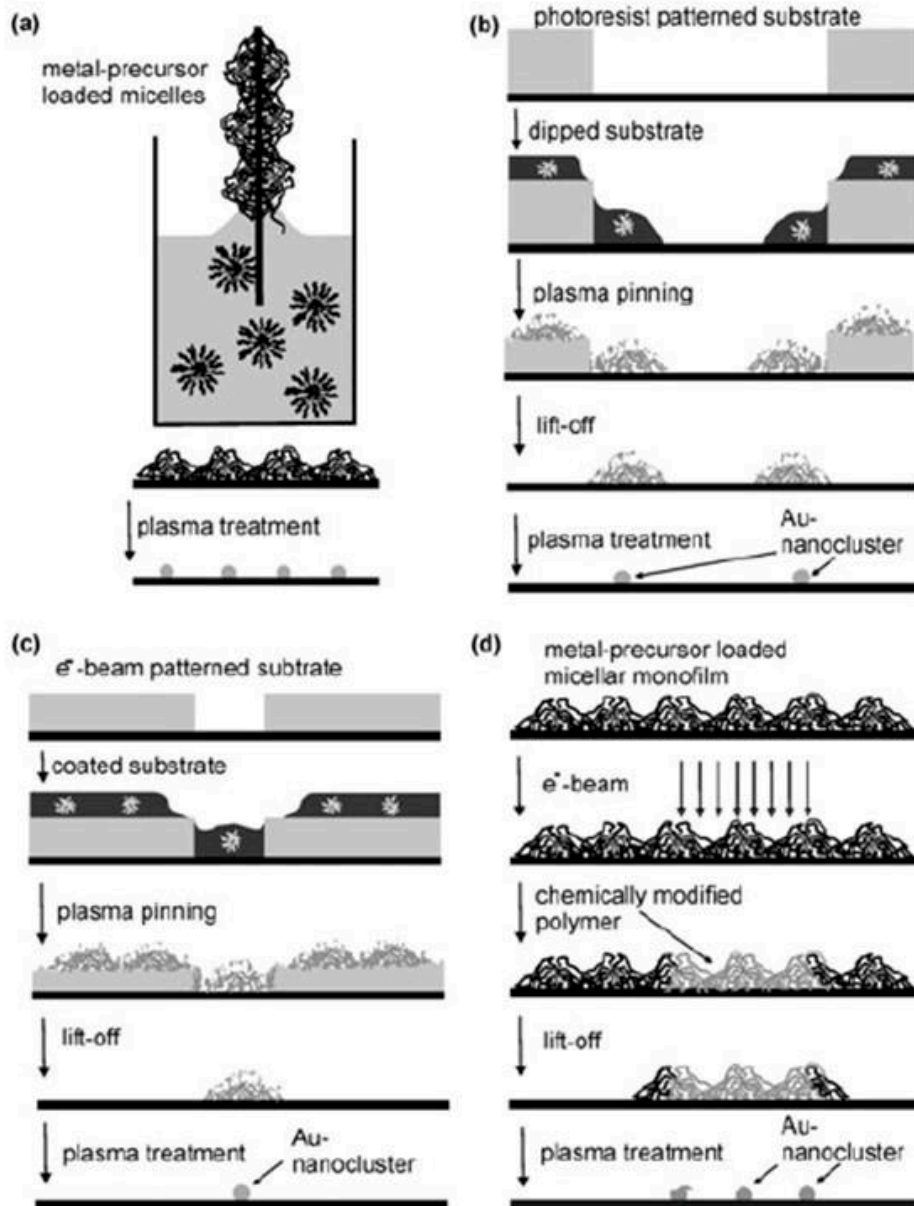 (a)
metal-precursor
loaded micelles
plasma treatment
(b)
photoresist patterned substrate
dipped substrate
plasma pinning
lift-off
plasma treatment
Au-
nanocluster
(c)
e--beam patterned subtrate
coated substrate
plasma pinning
lift-off
plasma treatment
Au-
nanocluster
(d)
metal-precursor loaded
micellar monofilm
e--beam
chemically modified
polymer
lift-off
plasma treatment
Au-
nanocluster